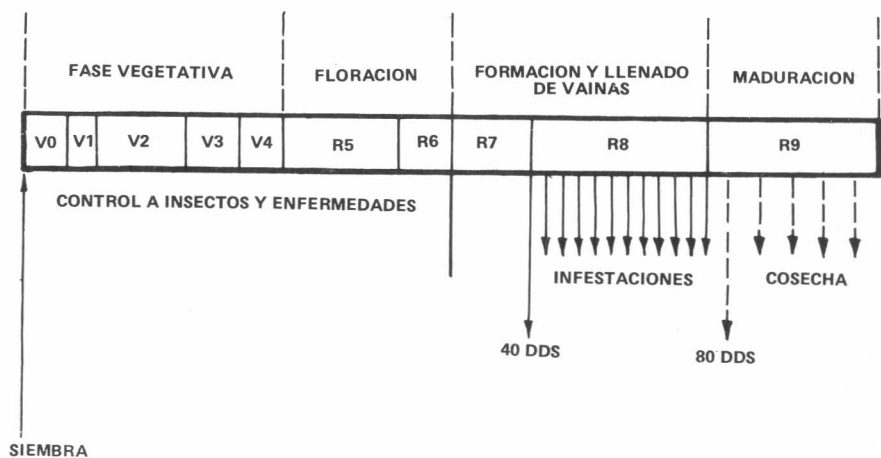 FASE VEGETATIVA
FLORACION
FORMACION Y LLENADO
DE VAINAS
MADURACION
V0 V1 V2 V3 V4 R5 R6 R7 R8 R9
CONTROL A INSECTOS Y ENFERMEDADES
INFESTACIONES
COSECHA
40 DDS
80 DDS
SIEMBRA